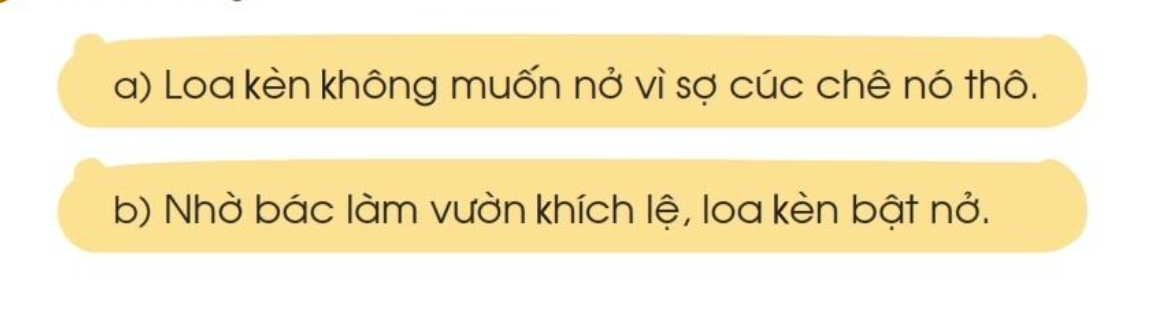 a) Loa kèn không muốn nở vì sợ cúc chê nó thô.
b) Nhờ bác làm vườn khích lệ, loa kèn bật nở.